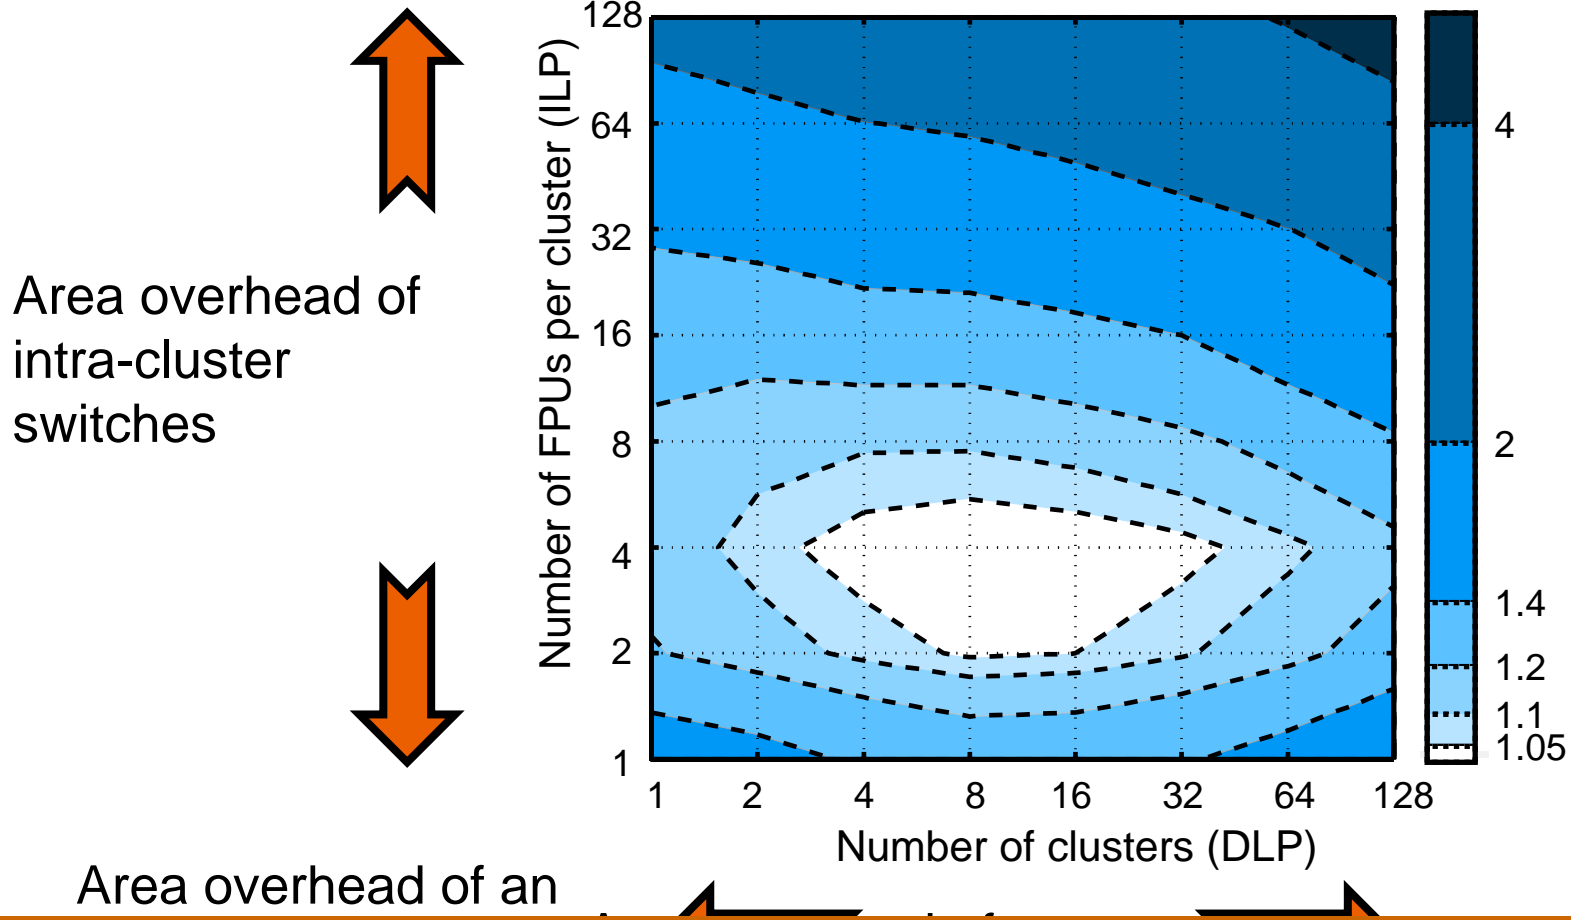 128
64
32
16
8
4
2
1
Number of FPUs per cluster (ILP)
1 2 4 8 16 32 64 128
Number of clusters (DLP)
4
2
1.4
1.2
1.1
1.05
Area overhead of
intra-cluster
switches
Area overhead of an